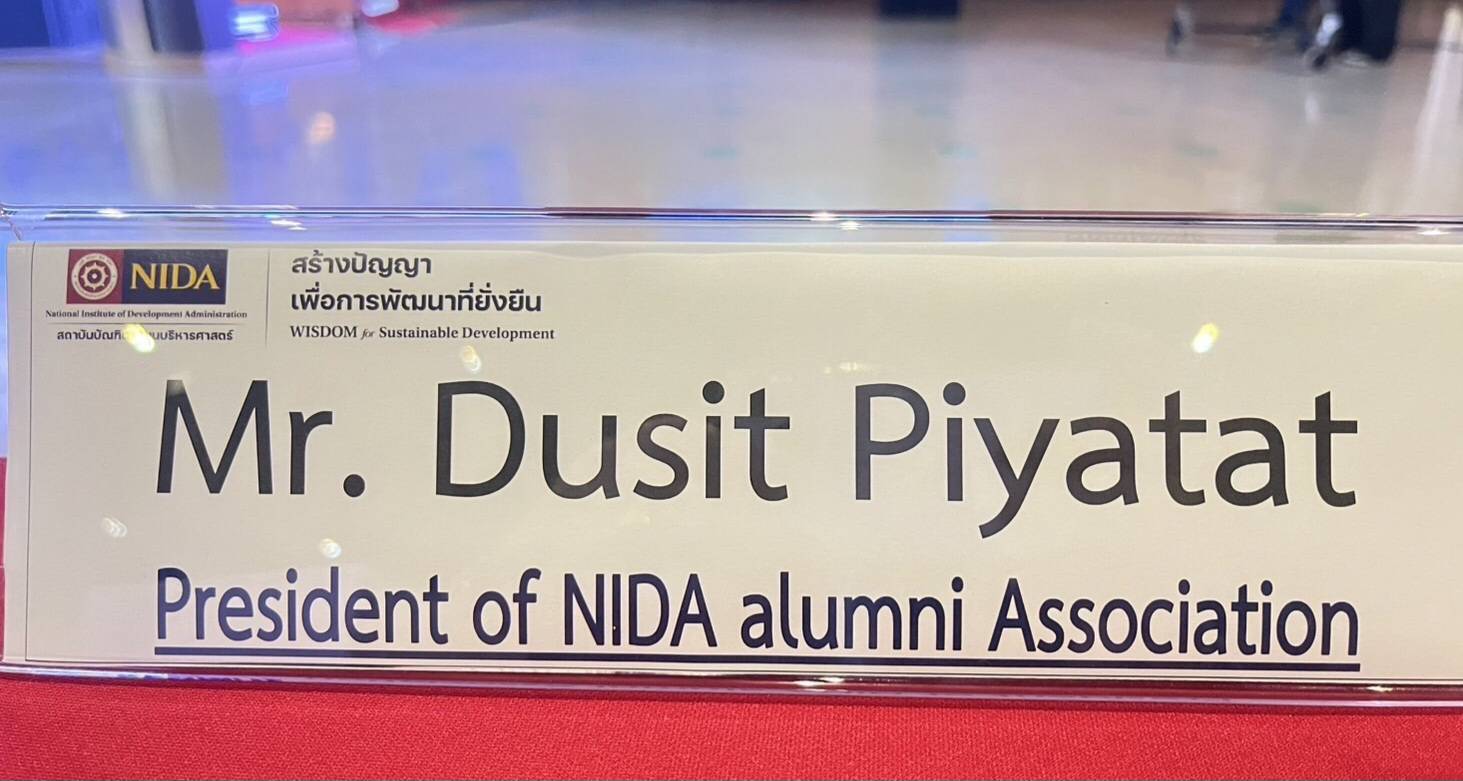 NIDA
National Institute of Development Administration
สร้างปัญญา
เพื่อการพัฒนาที่ยั่งยืน
WISDOM for Sustainable Development
Mr. Dusit Piyatat
President of NIDA alumni Association